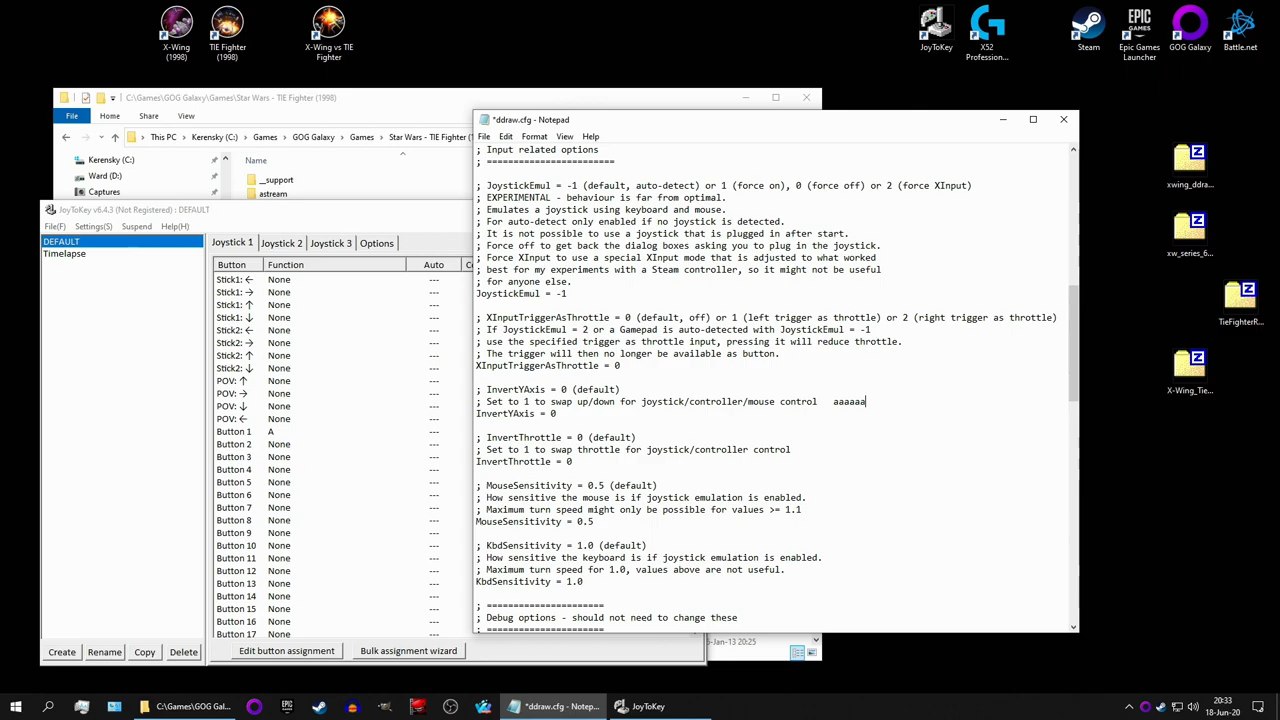 X-Wing
(1998)
TIE Fighter
(1998)
X-Wing vs TIE
Fighter
JoyToKey
X52
Profession...
Steam
Epic Games
Launcher
GOG Galaxy
Battle.net
C:\Games\GOG Galaxy\Games\Star Wars - TIE Fighter (1998)
File
Home
Share
View
This PC
Kerensky (C:)
Games
GOG Galaxy
Games
Star Wars - TIE Fighter (1
Kerensky (C:)
Ward (D:)
Captures
Name
__support
astream
JoyToKey v6.4.3 (Not Registered) : DEFAULT
File(F)
Settings(S)
Suspend
Help(H)
DEFAULT
Timelapse
Joystick 1
Joystick 2
Joystick 3
Options
Button Function Auto Co
Stick1: ← None ---
Stick1: → None ---
Stick1: ↑ None ---
Stick1: ↓ None ---
Stick2: ← None ---
Stick2: → None ---
Stick2: ↑ None ---
Stick2: ↓ None ---
POV: ↑ None ---
POV: → None ---
POV: ↓ None ---
POV: ← None ---
Button 1 A ---
Button 2 None ---
Button 3 None ---
Button 4 None ---
Button 5 None ---
Button 6 None ---
Button 7 None ---
Button 8 None ---
Button 9 None ---
Button 10 None ---
Button 11 None ---
Button 12 None ---
Button 13 None ---
Button 14 None ---
Button 15 None ---
Button 16 None ---
Button 17 None ---
Create
Rename
Copy
Delete
Edit button assignment
Bulk assignment wizard
*ddraw.cfg - Notepad
File Edit Format View Help
; Input related options
; ========================
; JoystickEmul = -1 (default, auto-detect) or 1 (force on), 0 (force off) or 2 (force XInput)
; EXPERIMENTAL - behaviour is far from optimal.
; Emulates a joystick using keyboard and mouse.
; For auto-detect only enabled if no joystick is detected.
; It is not possible to use a joystick that is plugged in after start.
; Force off to get back the dialog boxes asking you to plug in the joystick.
; Force XInput to use a special XInput mode that is adjusted to what worked
; best for my experiments with a Steam controller, so it might not be useful
; for anyone else.
JoystickEmul = -1
; XInputTriggerAsThrottle = 0 (default, off) or 1 (left trigger as throttle) or 2 (right trigger as throttle)
; If JoystickEmul = 2 or a Gamepad is auto-detected with JoystickEmul = -1
; use the specified trigger as throttle input, pressing it will reduce throttle.
; The trigger will then no longer be available as button.
XInputTriggerAsThrottle = 0
; InvertYAxis = 0 (default)
; Set to 1 to swap up/down for joystick/controller/mouse control   aaaaaa
InvertYAxis = 0
; InvertThrottle = 0 (default)
; Set to 1 to swap throttle for joystick/controller control
InvertThrottle = 0
; MouseSensitivity = 0.5 (default)
; How sensitive the mouse is if joystick emulation is enabled.
; Maximum turn speed might only be possible for values >= 1.1
MouseSensitivity = 0.5
; KbdSensitivity = 1.0 (default)
; How sensitive the keyboard is if joystick emulation is enabled.
; Maximum turn speed for 1.0, values above are not useful.
KbdSensitivity = 1.0
; ======================
; Debug options - should not need to change these
; ======================
-Jan-13 20:25
xwing_ddra...
xw_series_6...
TieFighterR...
X-Wing_Tie...
C:\Games\GOG Gal...
EPIC
*ddraw.cfg - Notep...
JoyToKey
20:33
18-Jun-20